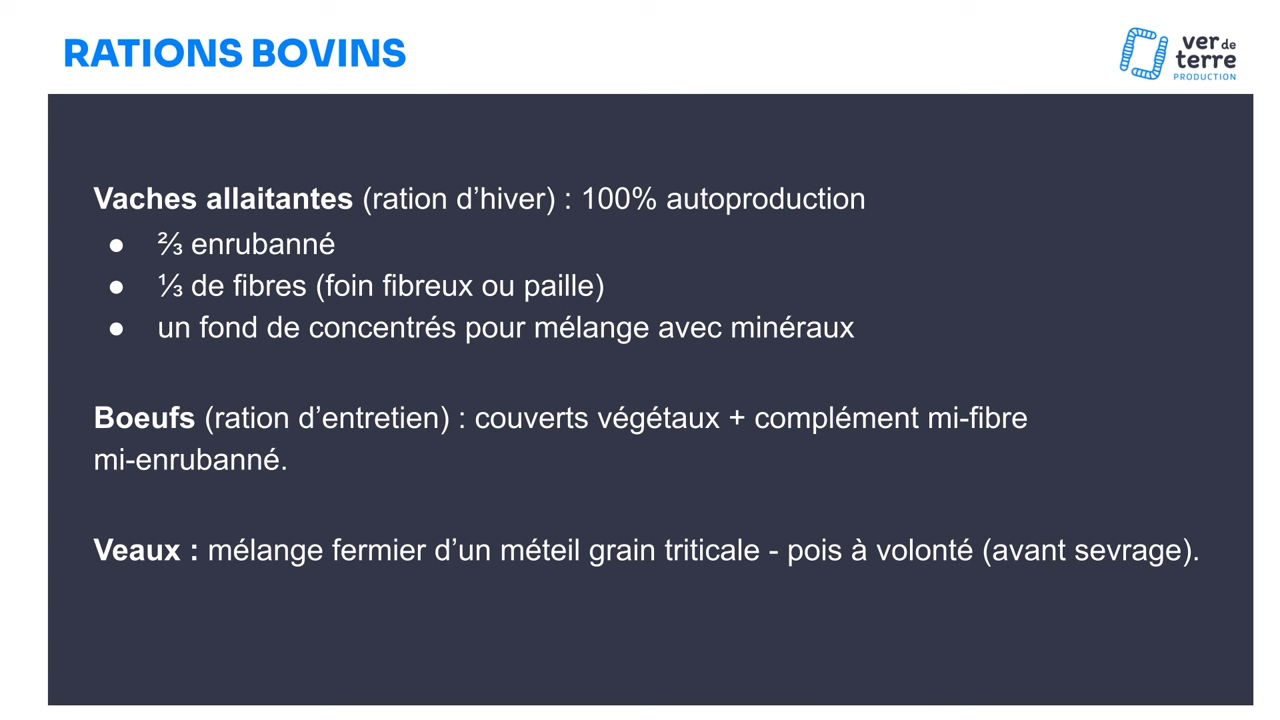 RATIONS BOVINS
ver de
terre
PRODUCTION
Vaches allaitantes (ration d’hiver) : 100% autoproduction
● ⅔ enrubanné
● ⅓ de fibres (foin fibreux ou paille)
● un fond de concentrés pour mélange avec minéraux
Boeufs (ration d’entretien) : couverts végétaux + complément mi-fibre
mi-enrubanné.
Veaux : mélange fermier d’un méteil grain triticale - pois à volonté (avant sevrage).